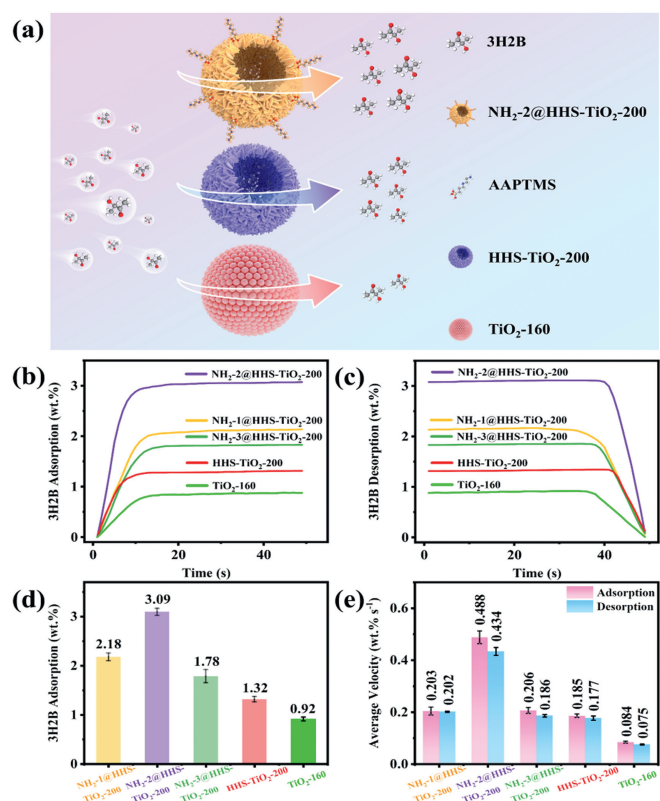 (a)
3H2B
NH₂-2@HHS-TiO₂-200
AAPTMS
HHS-TiO₂-200
TiO₂-160
(b)
3H2B Adsorption (wt.%)
3
2
1
0
NH₂-2@HHS-TiO₂-200
NH₂-1@HHS-TiO₂-200
NH₂-3@HHS-TiO₂-200
HHS-TiO₂-200
TiO₂-160
0
20
40
Time (s)
(c)
3H2B Desorption (wt.%)
3
2
1
0
NH₂-2@HHS-TiO₂-200
NH₂-1@HHS-TiO₂-200
NH₂-3@HHS-TiO₂-200
HHS-TiO₂-200
TiO₂-160
0
10
20
30
40
50
Time (s)
(d)
3H2B Adsorption (wt.%)
3
2
1
0
2.18
3.09
1.78
1.32
0.92
NH₂-1@HHS-
TiO₂-200
NH₂-2@HHS-
TiO₂-200
NH₂-3@HHS-
TiO₂-200
HHS-TiO₂-200
TiO₂-160
(e)
Average Velocity (wt.% s⁻¹)
0.6
0.4
0.2
0.0
Adsorption
Desorption
0.203
0.202
0.488
0.434
0.206
0.186
0.185
0.177
0.084
0.075
NH₂-1@HHS-
TiO₂-200
NH₂-2@HHS-
TiO₂-200
NH₂-3@HHS-
TiO₂-200
HHS-TiO₂-200
TiO₂-160